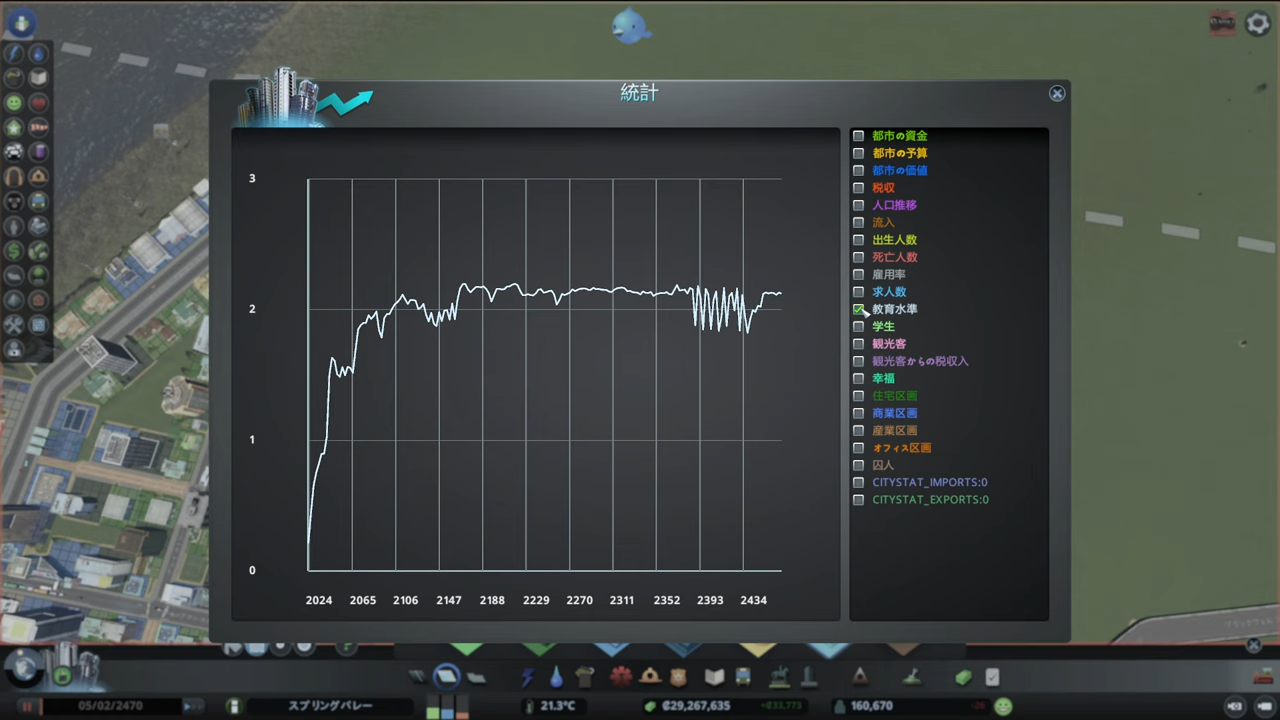 統計
3
2
1
0
2024 2065 2106 2147 2188 2229 2270 2311 2352 2393 2434
都市の資金
都市の予算
都市の価値
税収
人口推移
流入
出生人数
死亡人数
雇用率
求人数
教育水準
学生
観光客
観光客からの税収入
幸福
住宅区画
商業区画
産業区画
オフィス区画
囚人
CITYSTAT_IMPORTS:0
CITYSTAT_EXPORTS:0
05/02/2470 スプリングバレー 21.3°C ₡29,267,635 +₡33,773 160,670 -26